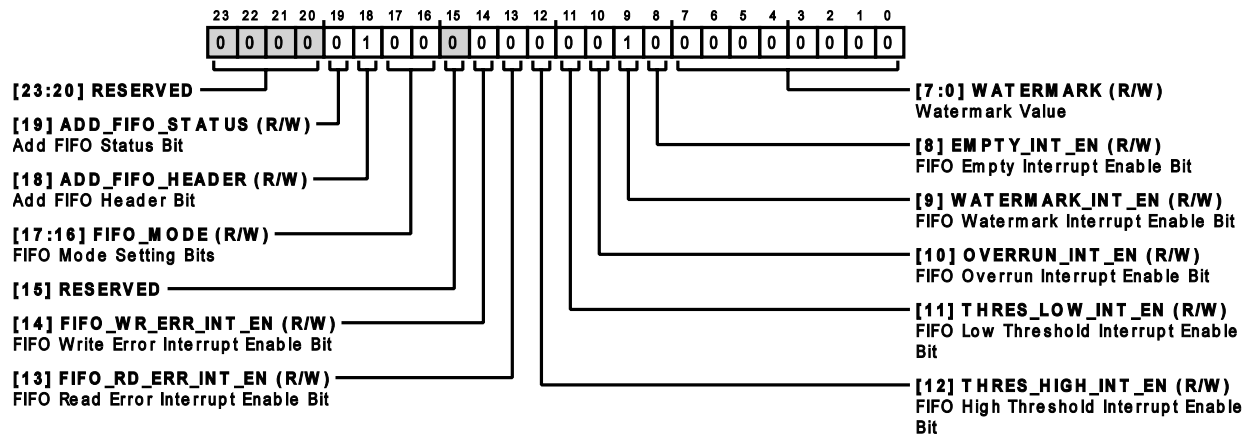 23 22 21 20 19 18 17 16 15 14 13 12 11 10 9 8 7 6 5 4 3 2 1 0
0 0 0 0 0 1 0 0 0 0 0 0 0 0 1 0 0 0 0 0 0 0 0 0
[23:20] RESERVED
[19] ADD_FIFO_STATUS (R/W)
Add FIFO Status Bit
[18] ADD_FIFO_HEADER (R/W)
Add FIFO Header Bit
[17:16] FIFO_MODE (R/W)
FIFO Mode Setting Bits
[15] RESERVED
[14] FIFO_WR_ERR_INT_EN (R/W)
FIFO Write Error Interrupt Enable Bit
[13] FIFO_RD_ERR_INT_EN (R/W)
FIFO Read Error Interrupt Enable Bit
[7:0] WATERMARK (R/W)
Watermark Value
[8] EMPTY_INT_EN (R/W)
FIFO Empty Interrupt Enable Bit
[9] WATERMARK_INT_EN (R/W)
FIFO Watermark Interrupt Enable Bit
[10] OVERRUN_INT_EN (R/W)
FIFO Overrun Interrupt Enable Bit
[11] THRES_LOW_INT_EN (R/W)
FIFO Low Threshold Interrupt Enable
Bit
[12] THRES_HIGH_INT_EN (R/W)
FIFO High Threshold Interrupt Enable
Bit